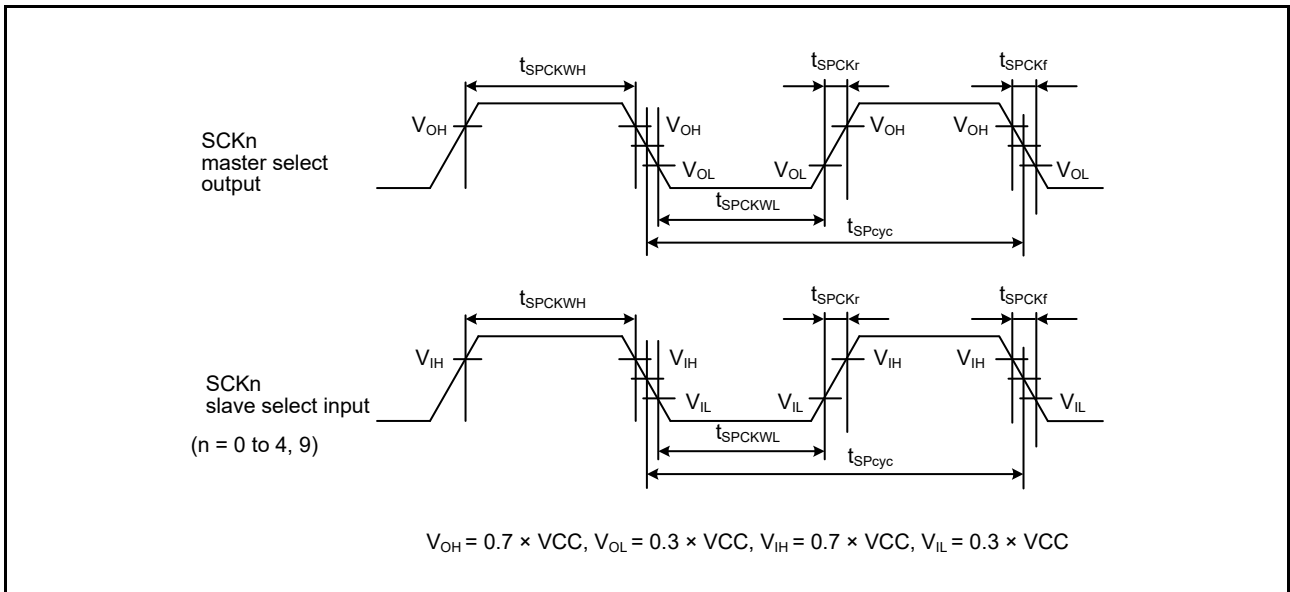 tSPCKWH
tSPCKr
tSPCKf
VOH
VOH
VOH
VOH
SCKn
master select
output
VOL
VOL
VOL
tSPCKWL
tSPcyc
tSPCKWH
tSPCKr
tSPCKf
VIH
VIH
VIH
VIH
SCKn
slave select input
(n = 0 to 4, 9)
VIL
VIL
VIL
tSPCKWL
tSPcyc
VOH = 0.7 × VCC, VOL = 0.3 × VCC, VIH = 0.7 × VCC, VIL = 0.3 × VCC